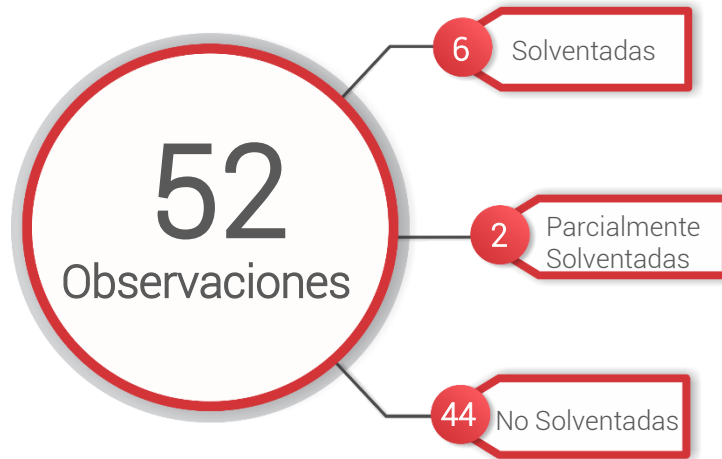 52
Observaciones
6
Solventadas
2
Parcialmente
Solventadas
44
No Solventadas